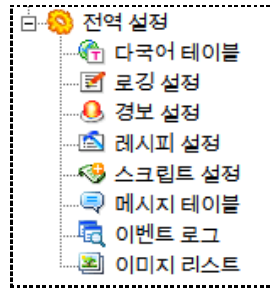 전역 설정
다국어 테이블
로깅 설정
경보 설정
레시피 설정
스크립트 설정
메시지 테이블
이벤트 로그
이미지 리스트